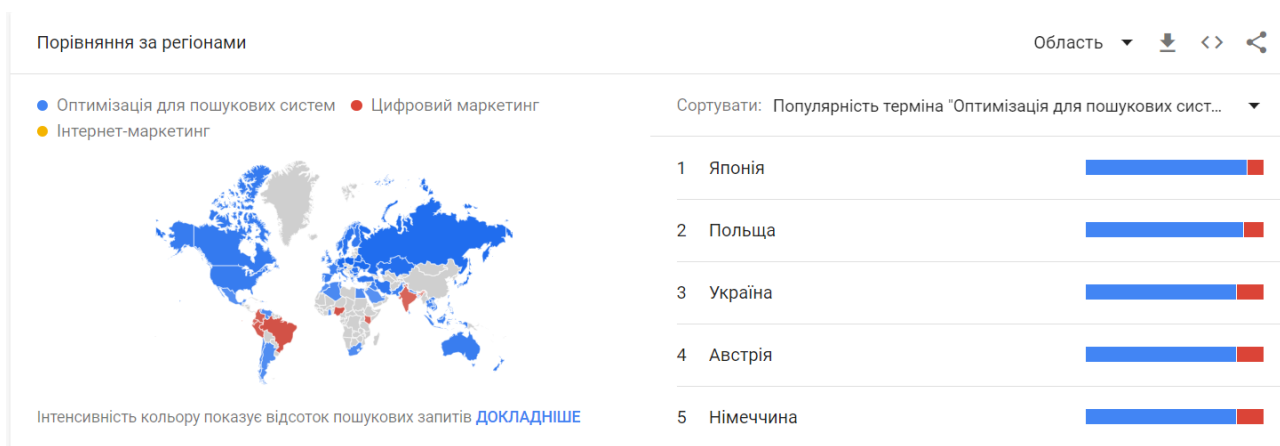 Порівняння за регіонами
Область
Оптимізація для пошукових систем
Цифровий маркетинг
Інтернет-маркетинг
Сортувати: Популярність терміна "Оптимізація для пошукових сист...
1 Японія
2 Польща
3 Україна
4 Австрія
5 Німеччина
Інтенсивність кольору показує відсоток пошукових запитів ДОКЛАДНІШЕ